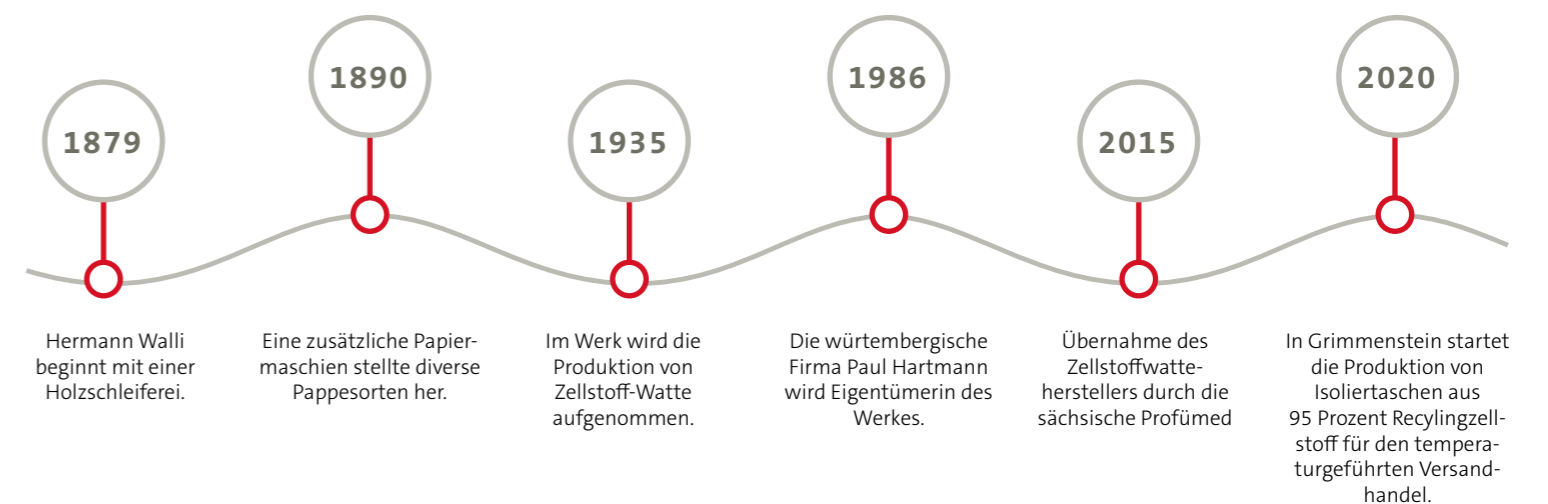 1879
Hermann Walli
beginnt mit einer
Holzschleiferei.
1890
Eine zusätzliche Papier-
maschien stellte diverse
Pappesorten her.
1935
Im Werk wird die
Produktion von
Zellstoff-Watte
aufgenommen.
1986
Die würtembergische
Firma Paul Hartmann
wird Eigentümerin des
Werkes.
2015
Übernahme des
Zellstoffwatte-
herstellers durch die
sächsische Profümed
2020
In Grimmenstein startet
die Produktion von
Isoliertaschen aus
95 Prozent Recylingzell-
stoff für den tempera-
turgeführten Versand-
handel.